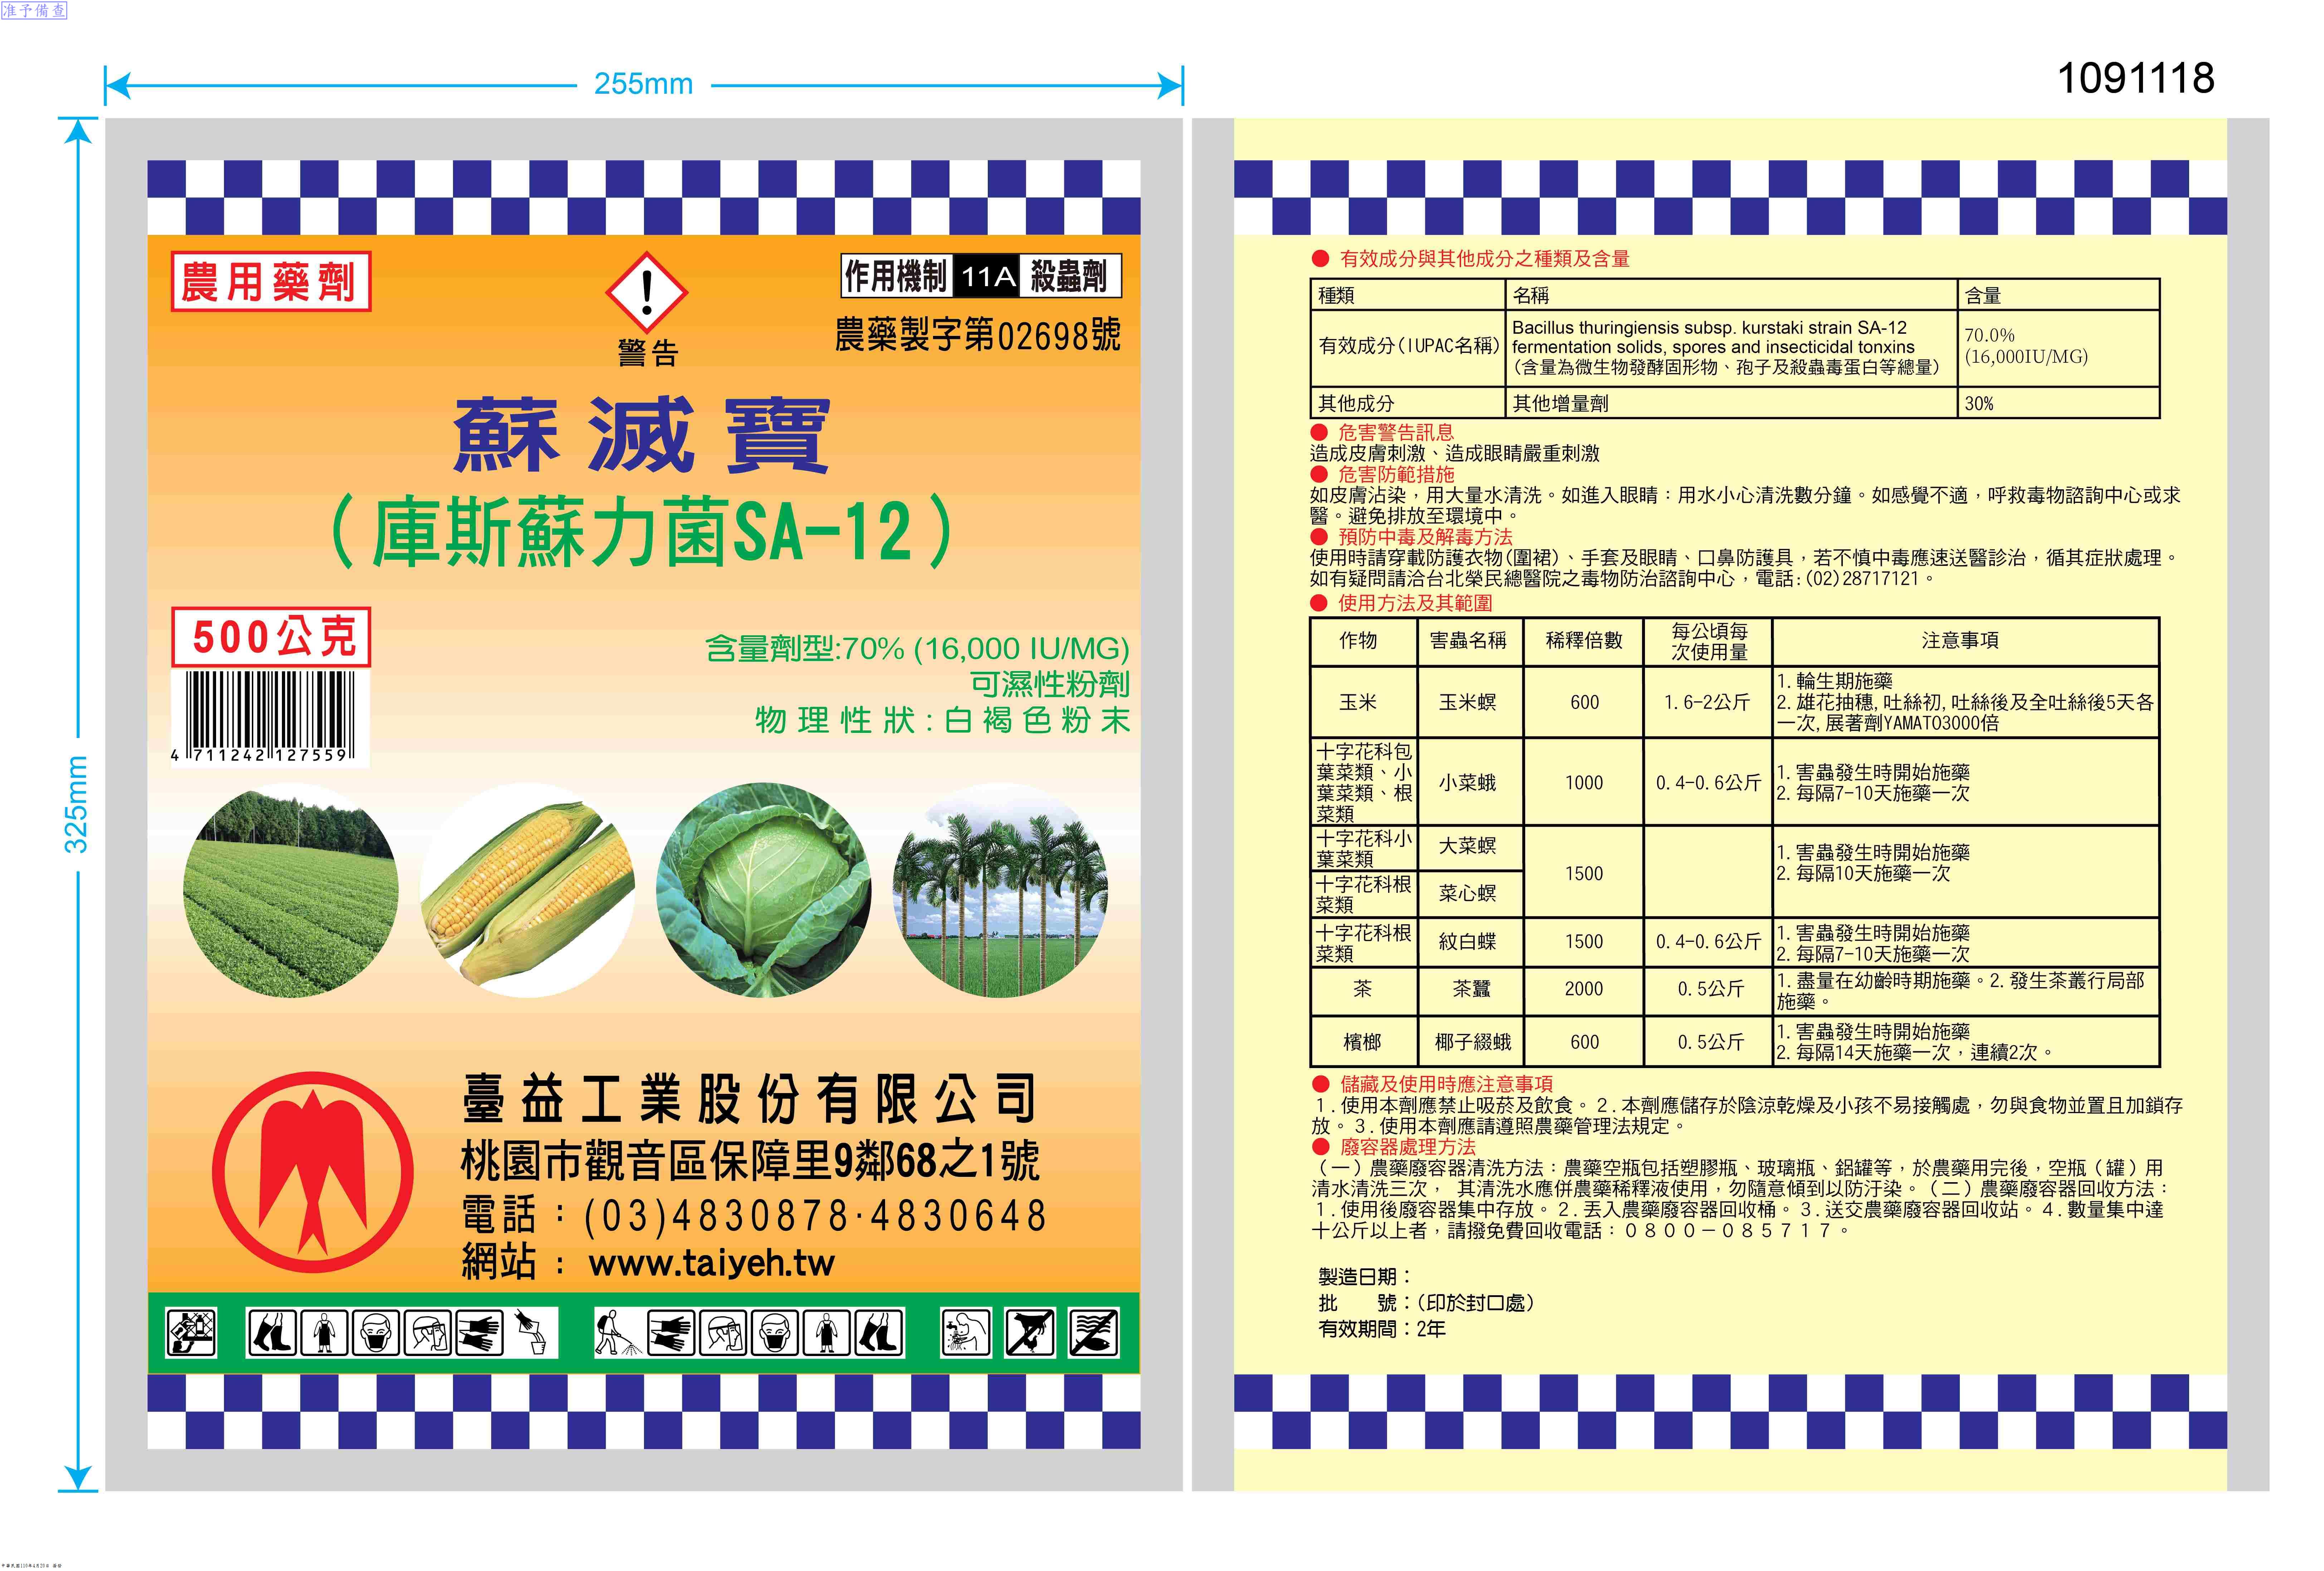 准予備查
255mm
1091118
325mm
農用藥劑
警告
作用機制 11A 殺蟲劑
農藥製字第02698號
蘇滅寶
（庫斯蘇力菌SA-12）
500公克
4 711242 127559
含量劑型:70% (16,000 IU/MG)
可濕性粉劑
物理性狀:白褐色粉末
臺益工業股份有限公司
桃園市觀音區保障里9鄰68之1號
電話：(03)4830878·4830648
網站：www.taiyeh.tw
● 有效成分與其他成分之種類及含量
種類 名稱 含量
有效成分(IUPAC名稱)
Bacillus thuringiensis subsp. kurstaki strain SA-12
fermentation solids, spores and insecticidal tonxins
(含量為微生物發酵固形物、孢子及殺蟲毒蛋白等總量)
70.0%
(16,000IU/MG)
其他成分 其他增量劑 30%
● 危害警告訊息
造成皮膚刺激、造成眼睛嚴重刺激
● 危害防範措施
如皮膚沾染，用大量水清洗。如進入眼睛：用水小心清洗數分鐘。如感覺不適，呼救毒物諮詢中心或求
醫。避免排放至環境中。
● 預防中毒及解毒方法
使用時請穿載防護衣物(圍裙)、手套及眼睛、口鼻防護具，若不慎中毒應速送醫診治，循其症狀處理。
如有疑問請洽台北榮民總醫院之毒物防治諮詢中心，電話:(02)28717121。
● 使用方法及其範圍
作物 害蟲名稱 稀釋倍數 每公頃每
次使用量 注意事項
玉米 玉米螟 600 1.6-2公斤
1.輪生期施藥
2.雄花抽穗,吐絲初,吐絲後及全吐絲後5天各
一次,展著劑YAMATO3000倍
十字花科包
葉菜類、小
葉菜類、根
菜類
小菜蛾 1000 0.4-0.6公斤
1.害蟲發生時開始施藥
2.每隔7-10天施藥一次
十字花科小
葉菜類
大菜螟
十字花科根
菜類
菜心螟
1500
1.害蟲發生時開始施藥
2.每隔10天施藥一次
十字花科根
菜類
紋白蝶 1500 0.4-0.6公斤
1.害蟲發生時開始施藥
2.每隔7-10天施藥一次
茶 茶蠶 2000 0.5公斤
1.盡量在幼齡時期施藥。2.發生茶叢行局部
施藥。
檳榔 椰子綴蛾 600 0.5公斤
1.害蟲發生時開始施藥
2.每隔14天施藥一次，連續2次。
● 儲藏及使用時應注意事項
１.使用本劑應禁止吸菸及飲食。２.本劑應儲存於陰涼乾燥及小孩不易接觸處，勿與食物並置且加鎖存
放。３.使用本劑應請遵照農藥管理法規定。
● 廢容器處理方法
（一）農藥廢容器清洗方法：農藥空瓶包括塑膠瓶、玻璃瓶、鋁罐等，於農藥用完後，空瓶（罐）用
清水清洗三次， 其清洗水應併農藥稀釋液使用，勿隨意傾到以防汙染。（二）農藥廢容器回收方法：
１.使用後廢容器集中存放。２.丟入農藥廢容器回收桶。３.送交農藥廢容器回收站。４.數量集中達
十公斤以上者，請撥免費回收電話：０８００－０８５７１７。
製造日期：
批　號：(印於封口處)
有效期間：2年